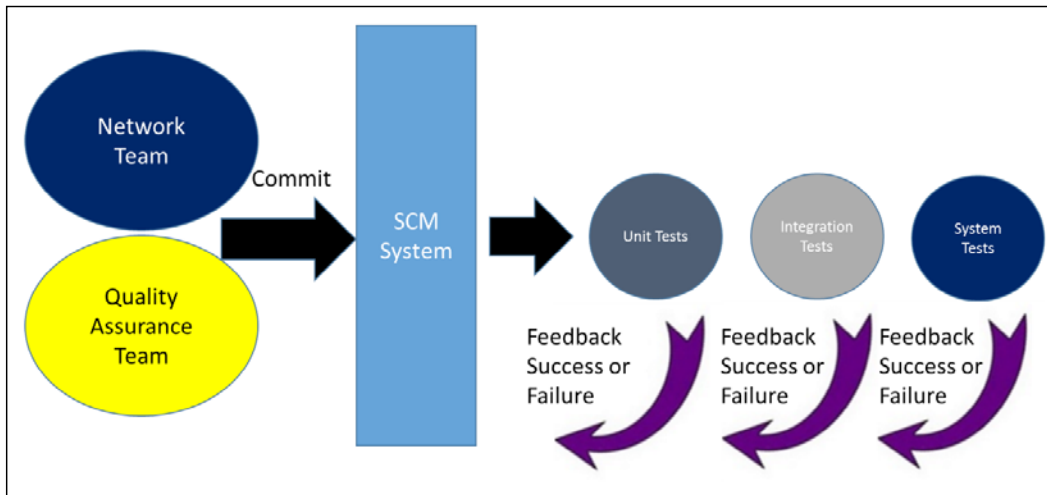 Network
Team
Commit
Quality
Assurance
Team
SCM
System
Unit Tests
Integration
Tests
System
Tests
Feedback
Success or
Failure
Feedback
Success or
Failure
Feedback
Success or
Failure